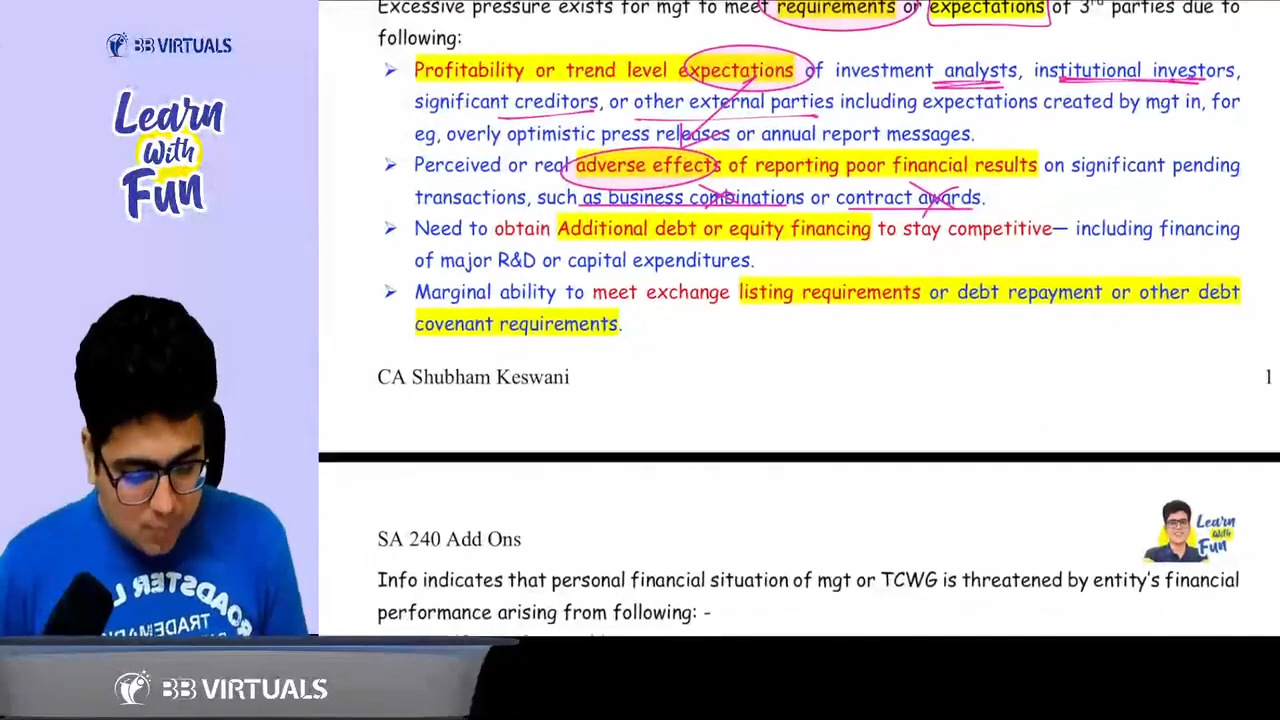 BB VIRTUALS
Learn
With
Fun
Excessive pressure exists for mgt to meet requirements or expectations of 3rd parties due to
following:
➢ Profitability or trend level expectations of investment analysts, institutional investors,
significant creditors, or other external parties including expectations created by mgt in, for
eg, overly optimistic press releases or annual report messages.
➢ Perceived or real adverse effects of reporting poor financial results on significant pending
transactions, such as business combinations or contract awards.
➢ Need to obtain Additional debt or equity financing to stay competitive— including financing
of major R&D or capital expenditures.
➢ Marginal ability to meet exchange listing requirements or debt repayment or other debt
covenant requirements.
CA Shubham Keswani
1
SA 240 Add Ons
Learn
With
Fun
Info indicates that personal financial situation of mgt or TCWG is threatened by entity's financial
performance arising from following: -
ROADSTER L
TRADEMARK
BB VIRTUALS